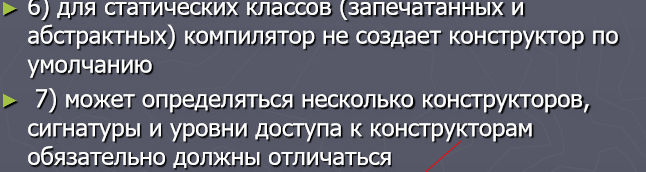 ► 6) для статических классов (запечатанных и
абстрактных) компилятор не создает конструктор по
умолчанию
► 7) может определяться несколько конструкторов,
сигнатуры и уровни доступа к конструкторам
обязательно должны отличаться